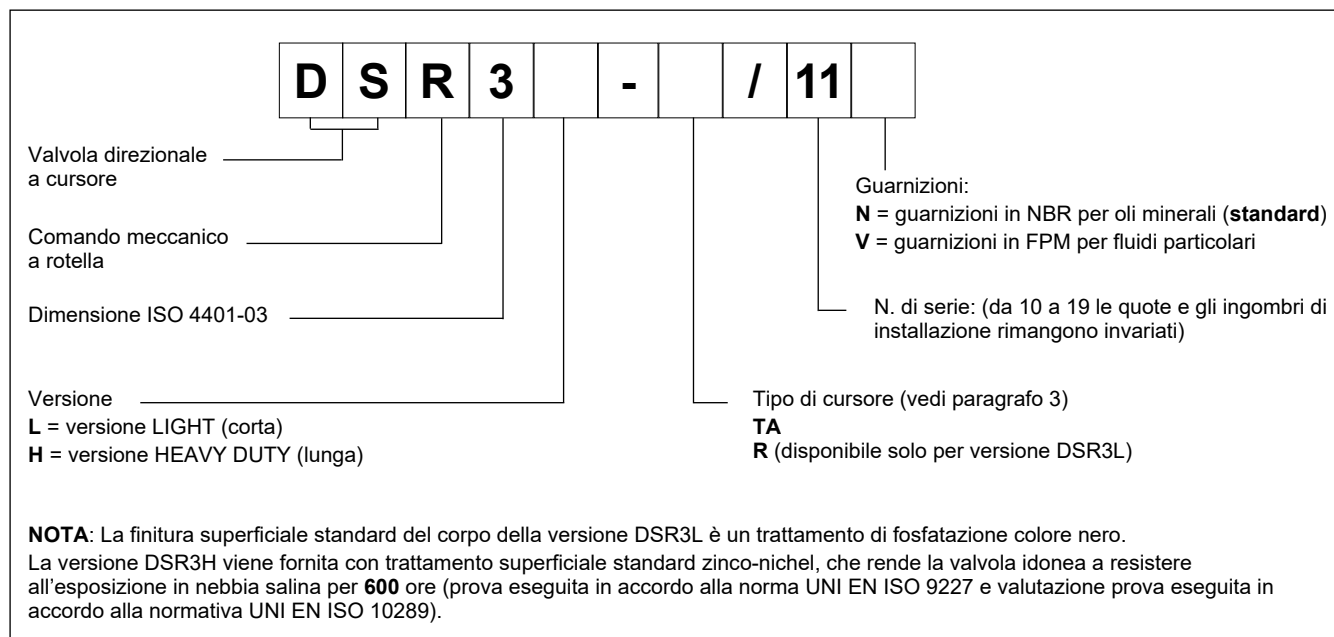 D S R 3 - / 11
Valvola direzionale
a cursore
Comando meccanico
a rotella
Dimensione ISO 4401-03
Versione
L = versione LIGHT (corta)
H = versione HEAVY DUTY (lunga)
Guarnizioni:
N = guarnizioni in NBR per oli minerali (standard)
V = guarnizioni in FPM per fluidi particolari
N. di serie: (da 10 a 19 le quote e gli ingombri di
installazione rimangono invariati)
Tipo di cursore (vedi paragrafo 3)
TA
R (disponibile solo per versione DSR3L)
NOTA: La finitura superficiale standard del corpo della versione DSR3L è un trattamento di fosfatazione colore nero.
La versione DSR3H viene fornita con trattamento superficiale standard zinco-nichel, che rende la valvola idonea a resistere
all'esposizione in nebbia salina per 600 ore (prova eseguita in accordo alla norma UNI EN ISO 9227 e valutazione prova eseguita in
accordo alla normativa UNI EN ISO 10289).